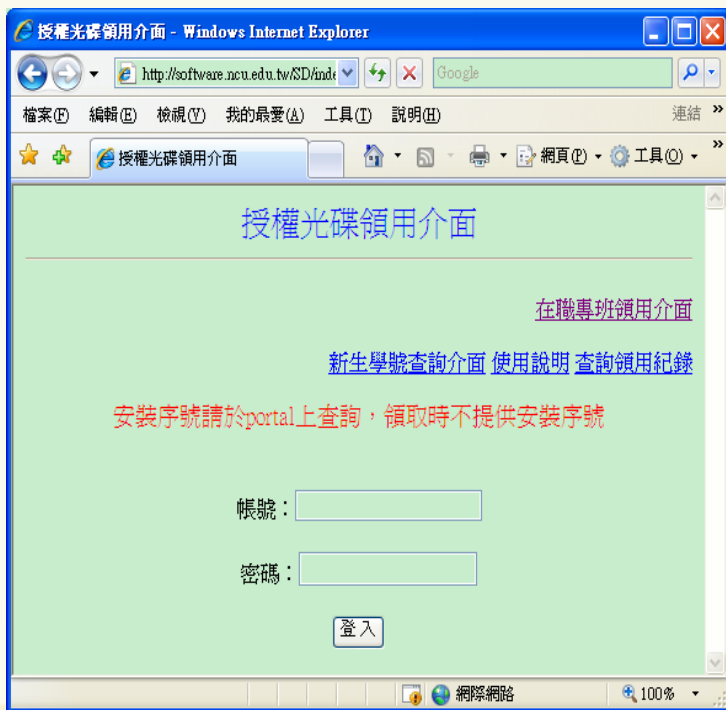 授權光碟領用介面 - Windows Internet Explorer
http://software.ncu.edu.tw/SD/inde
Google
檔案(F) 編輯(E) 檢視(V) 我的最愛(A) 工具(T) 說明(H) 連結 »
授權光碟領用介面 網頁(P) 工具(O) »
授權光碟領用介面
在職專班領用介面
新生學號查詢介面 使用說明 查詢領用紀錄
安裝序號請於portal上查詢，領取時不提供安裝序號
帳號：
密碼：
登入
網際網路 100%